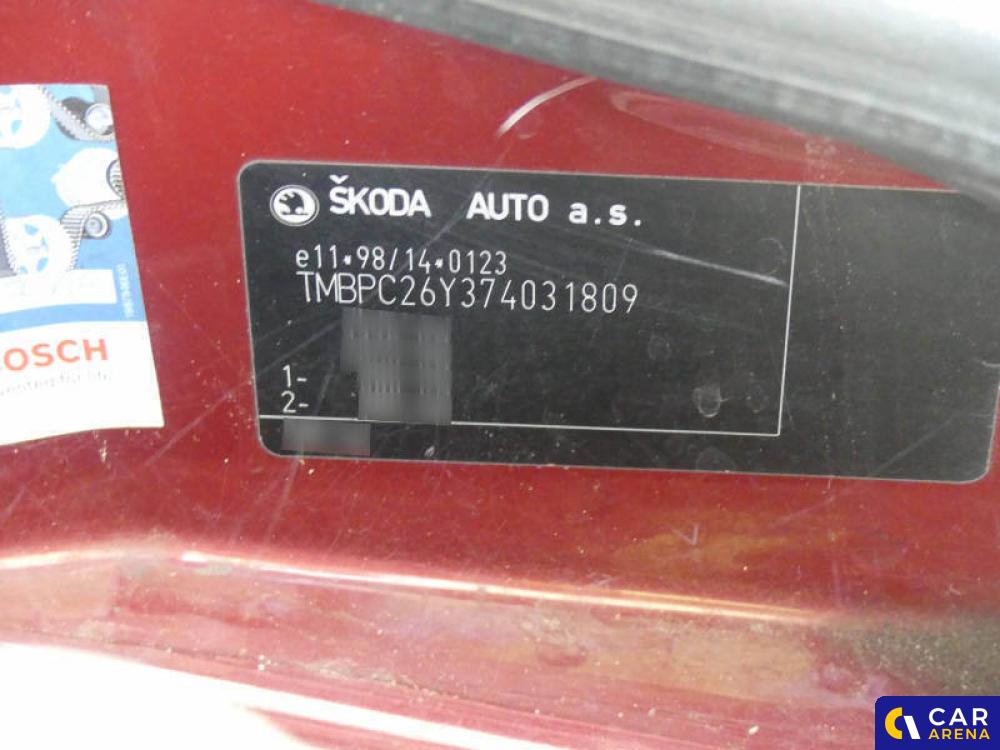 ŠKODA AUTO a.s.
e11*98/14*0123
TMBPC26Y374031809
1-
2-
BOSCH
CAR
ARENA